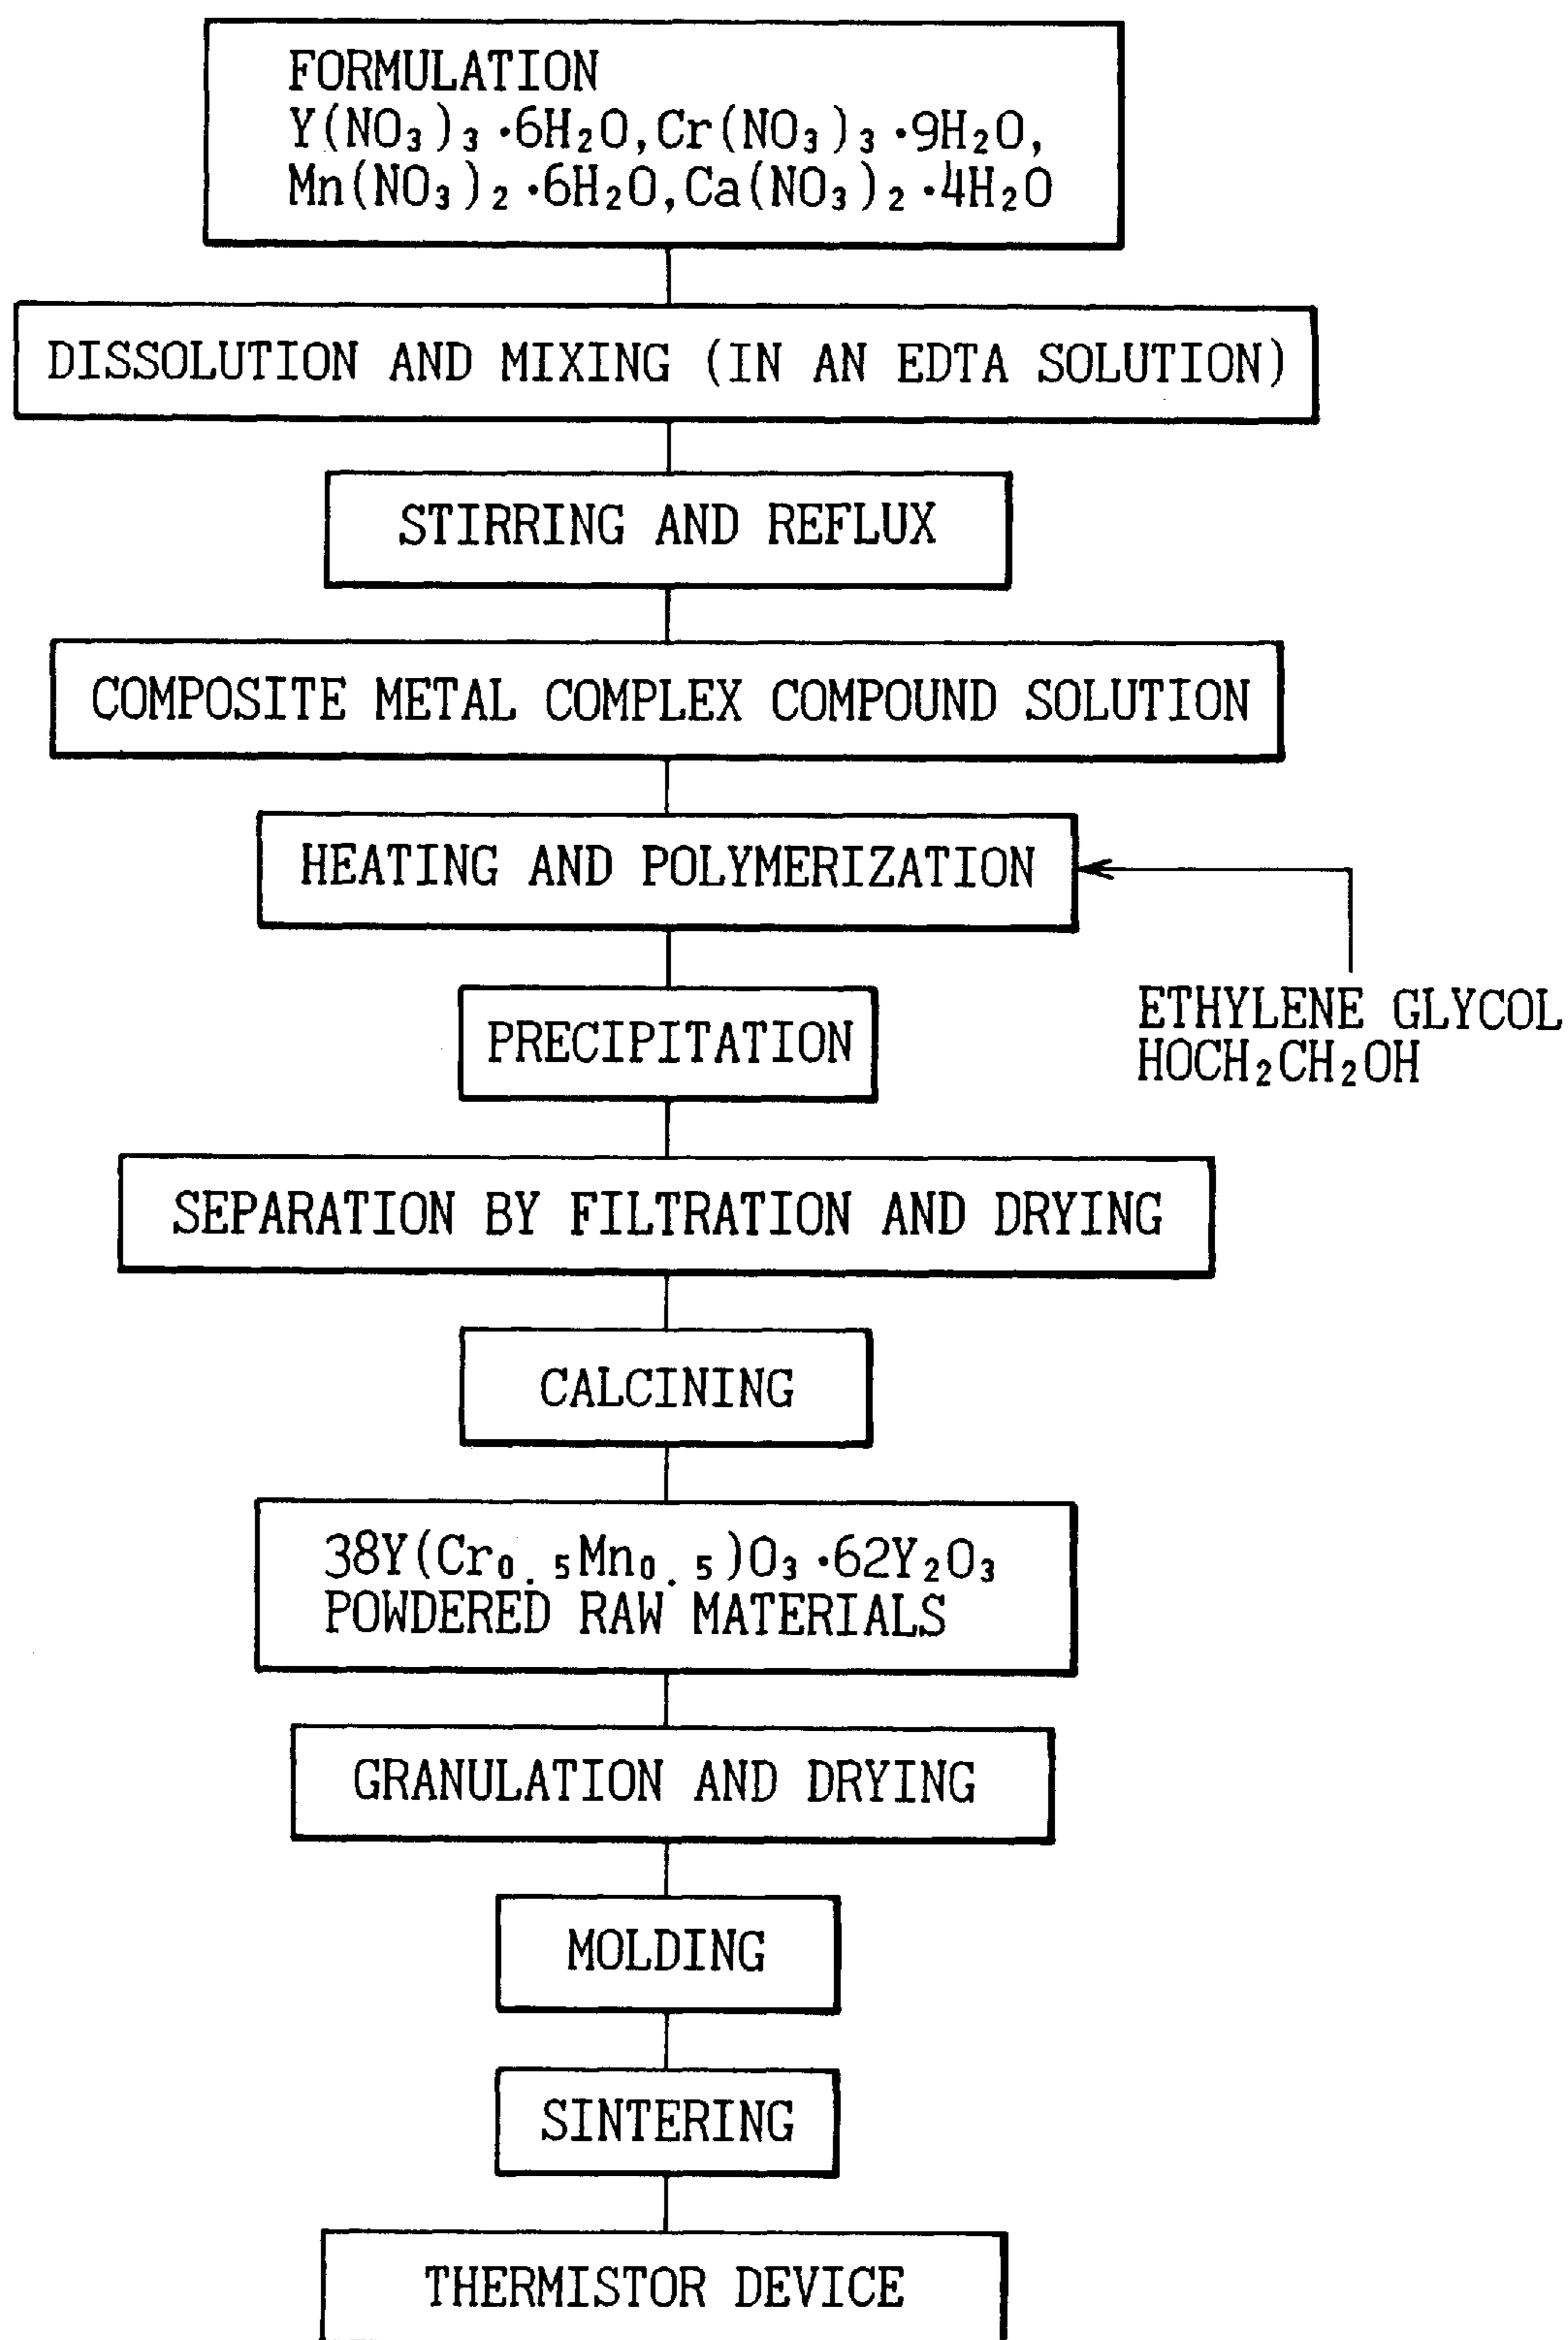 FORMULATION
Y(NO₃)₃·6H₂O,Cr(NO₃)₃·9H₂O,
Mn(NO₃)₂·6H₂O,Ca(NO₃)₂·4H₂O
DISSOLUTION AND MIXING (IN AN EDTA SOLUTION)
STIRRING AND REFLUX
COMPOSITE METAL COMPLEX COMPOUND SOLUTION
HEATING AND POLYMERIZATION
ETHYLENE GLYCOL
HOCH₂CH₂OH
PRECIPITATION
SEPARATION BY FILTRATION AND DRYING
CALCINING
38Y(Cr₀.₅Mn₀.₅)O₃·62Y₂O₃
POWDERED RAW MATERIALS
GRANULATION AND DRYING
MOLDING
SINTERING
THERMISTOR DEVICE